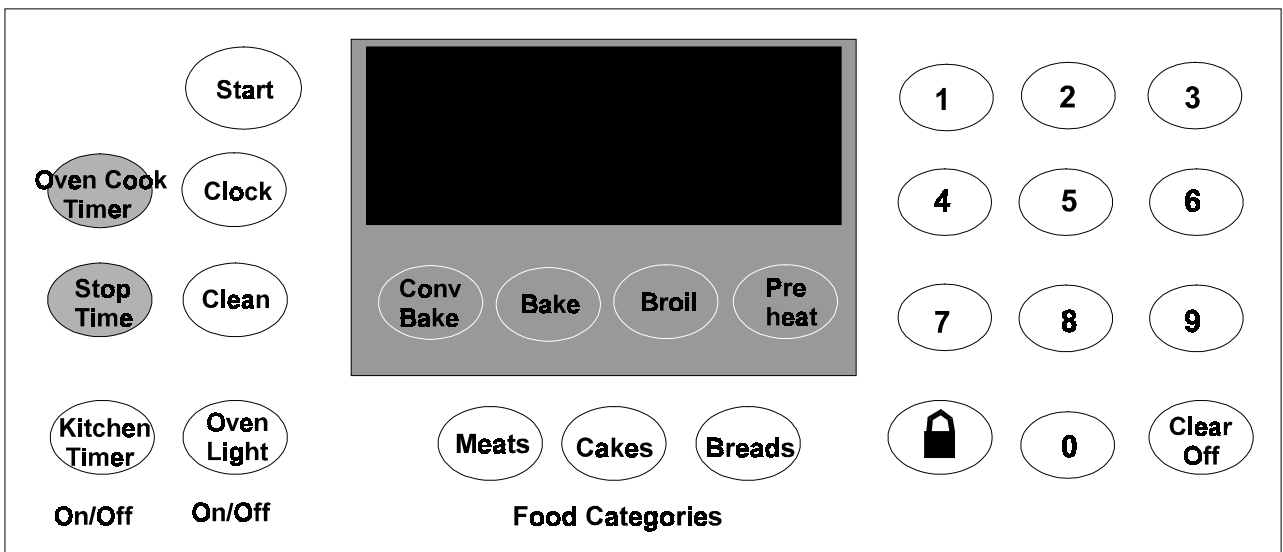 Start
Oven Cook
Timer
Clock
Stop
Time
Clean
Kitchen
Timer
Oven
Light
On/Off
On/Off
Conv
Bake
Bake
Broil
Pre
heat
Meats
Cakes
Breads
Food Categories
1
2
3
4
5
6
7
8
9
0
Clear
Off